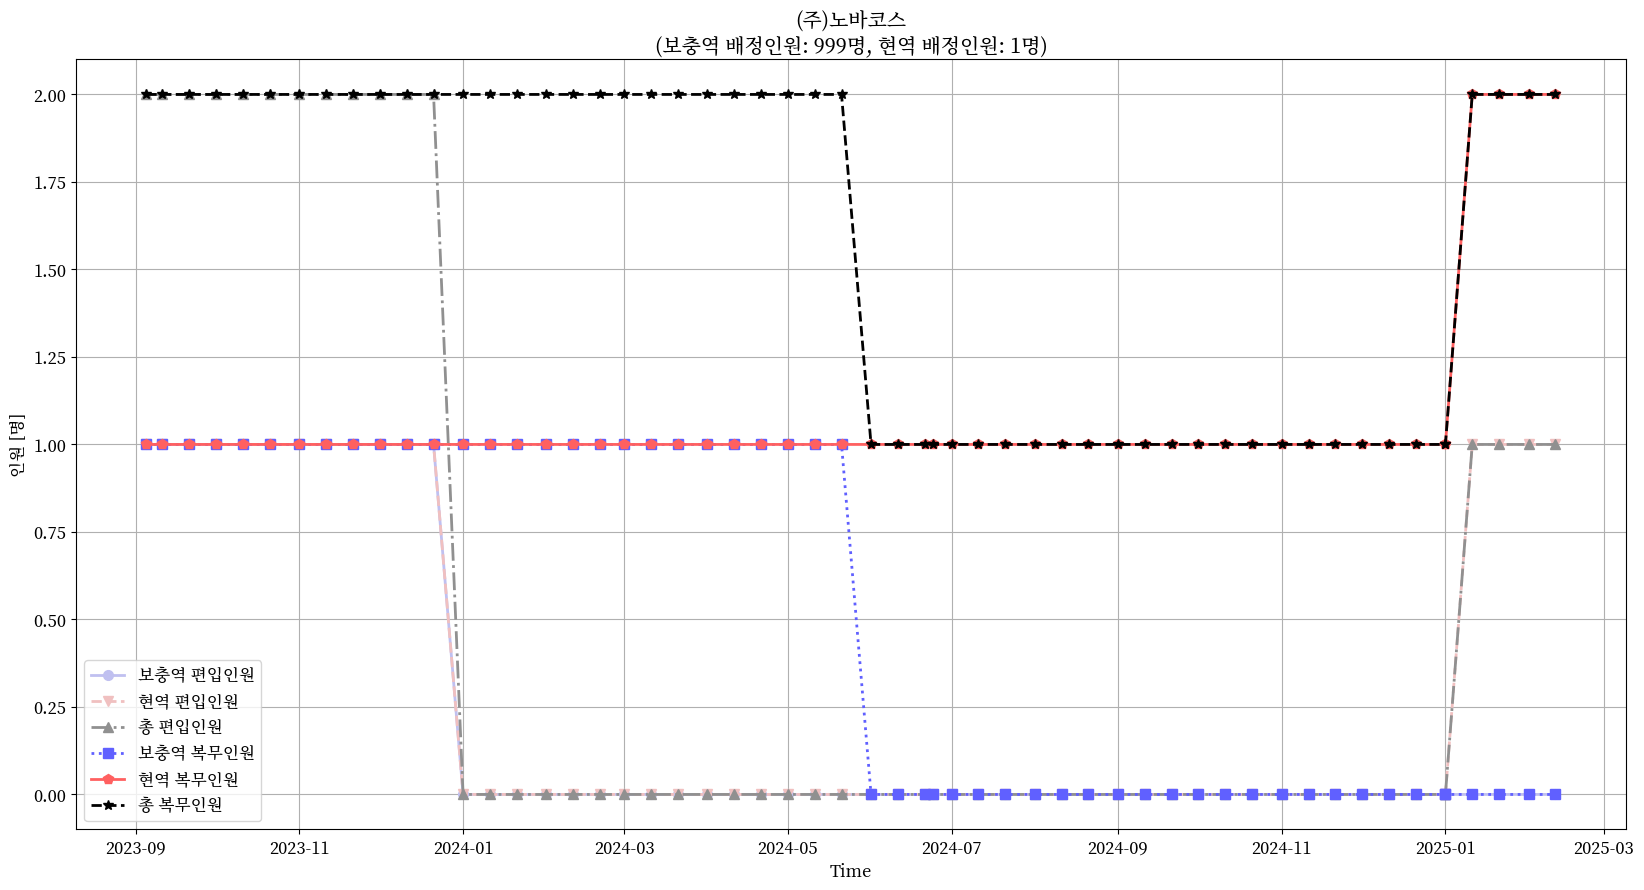 (주)노바코스
(보충역 배정인원: 999명, 현역 배정인원: 1명)
2.00
1.75
1.50
1.25
1.00
0.75
0.50
0.25
0.00
인원 [명]
보충역 편입인원
현역 편입인원
총 편입인원
보충역 복무인원
현역 복무인원
총 복무인원
2023-09 2023-11 2024-01 2024-03 2024-05 2024-07 2024-09 2024-11 2025-01 2025-03
Time